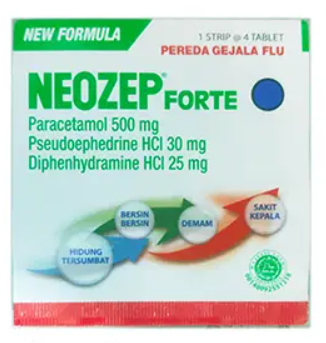 NEW FORMULA
1 STRIP @ 4 TABLET
PEREDA GEJALA FLU
NEOZEP® FORTE
Paracetamol 500 mg
Pseudoephedrine HCl 30 mg
Diphenhydramine HCl 25 mg
HIDUNG
TERSUMBAT
BERSIN
BERSIN
DEMAM
SAKIT
KEPALA